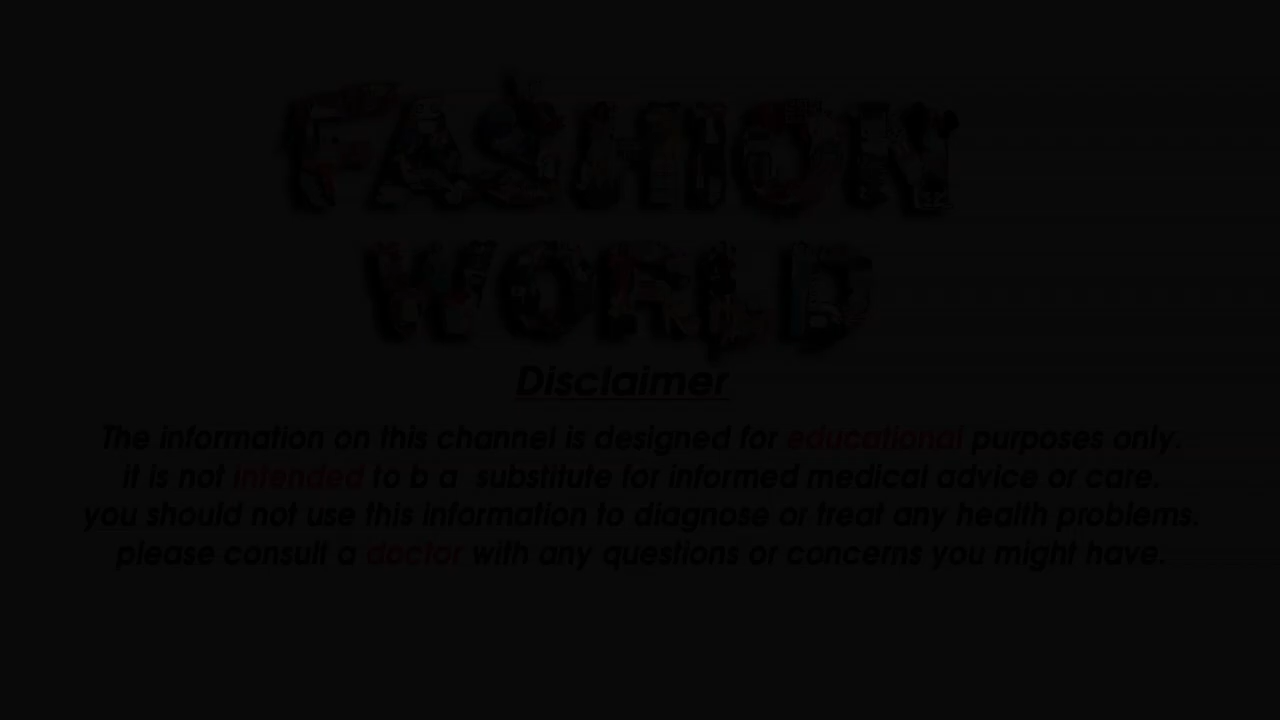 FASHION
WORLD
Disclaimer
The information on this channel is designed for educational purposes only.
it is not intended to b a substitute for informed medical advice or care.
you should not use this information to diagnose or treat any health problems.
please consult a doctor with any questions or concerns you might have.